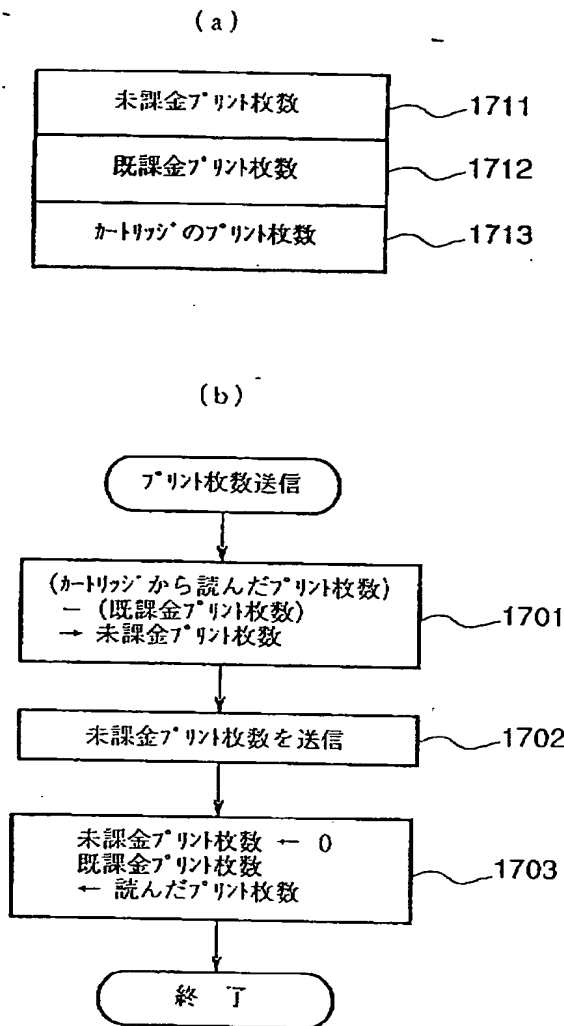 (a)
未課金プリント枚数
1711
既課金プリント枚数
1712
カートリッジのプリント枚数
1713
(b)
プリント枚数送信
(カートリッジから読んだプリント枚数)
− (既課金プリント枚数)
→ 未課金プリント枚数
1701
未課金プリント枚数を送信
1702
未課金プリント枚数 ← 0
既課金プリント枚数
← 読んだプリント枚数
1703
終 了